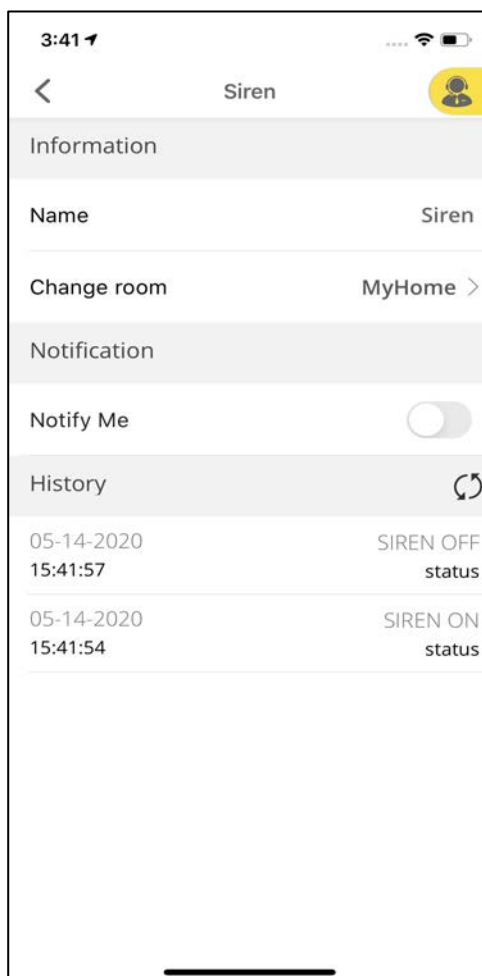 3:41
Siren
Information
Name Siren
Change room MyHome
Notification
Notify Me
History
05-14-2020 SIREN OFF
15:41:57 status
05-14-2020 SIREN ON
15:41:54 status